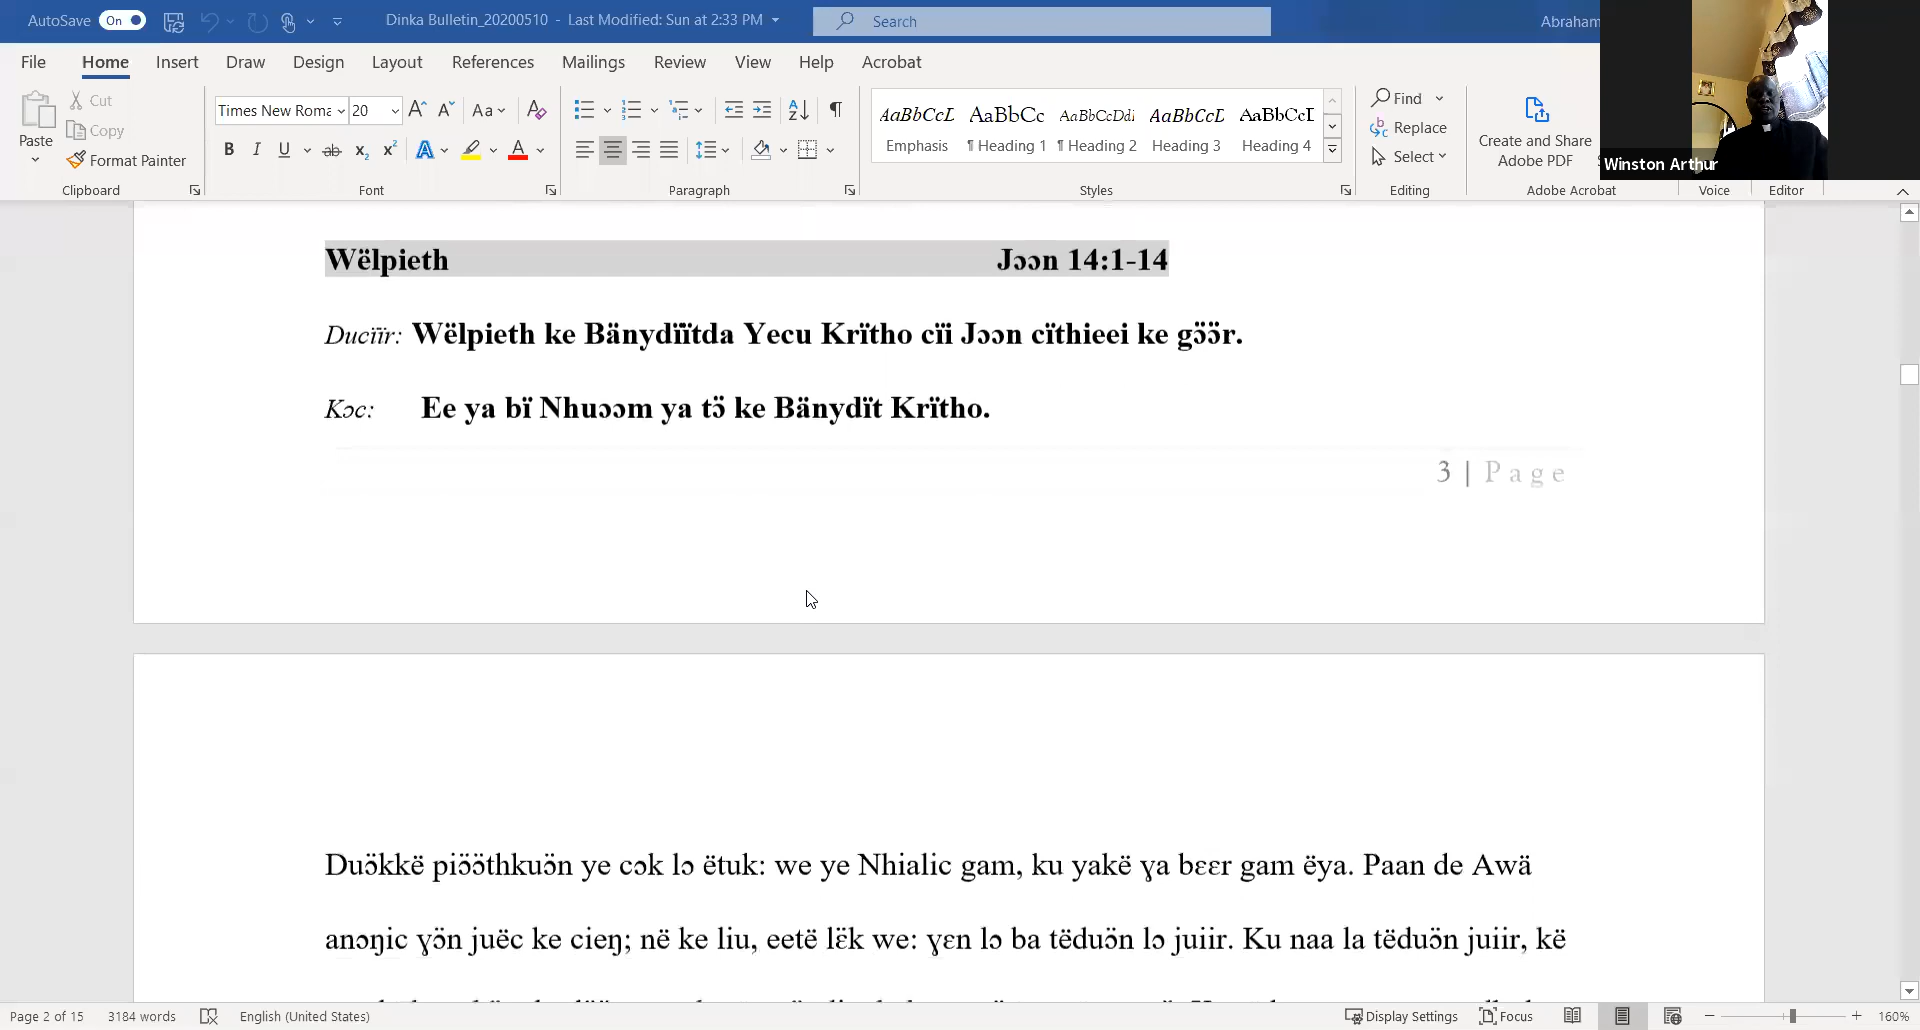 AutoSave On Dinka Bulletin_20200510 - Last Modified: Sun at 2:33 PM Search Abraham
File Home Insert Draw Design Layout References Mailings Review View Help Acrobat
Paste Cut Copy Format Painter
Clipboard
Times New Roma 20
Font
Paragraph
AaBbCcL AaBbCc AaBbCcDdI AaBbCcD AaBbCcI
Emphasis ¶ Heading 1 ¶ Heading 2 Heading 3 Heading 4
Styles
Find Replace Select
Editing
Create and Share
Adobe PDF
Adobe Acrobat
Voice
Editor
Winston Arthur
Wëlpieth Jɔɔn 14:1-14
Ducïïr: Wëlpieth ke Bänydïïtda Yecu Krïtho cïï Jɔɔn cïthieei ke gɔ̈ɔ̈r.
Kɔc: Ee ya bï Nhuɔɔm ya tɔ̈ ke Bänydït Krïtho.
3 | Page
Duɔ̈kkë piɔ̈ɔ̈thkuɔ̈n ye cɔk lɔ ëtuk: we ye Nhialic gam, ku yakë ɣa bɛɛr gam ëya. Paan de Awä
anɔŋic ɣɔ̈n juëc ke cieŋ; në ke liu, eetë lɛ̈k we: ɣɛn lɔ ba tëduɔ̈n lɔ juiir. Ku naa la tëduɔ̈n juiir, kë
Page 2 of 15 3184 words English (United States) Display Settings Focus 160%